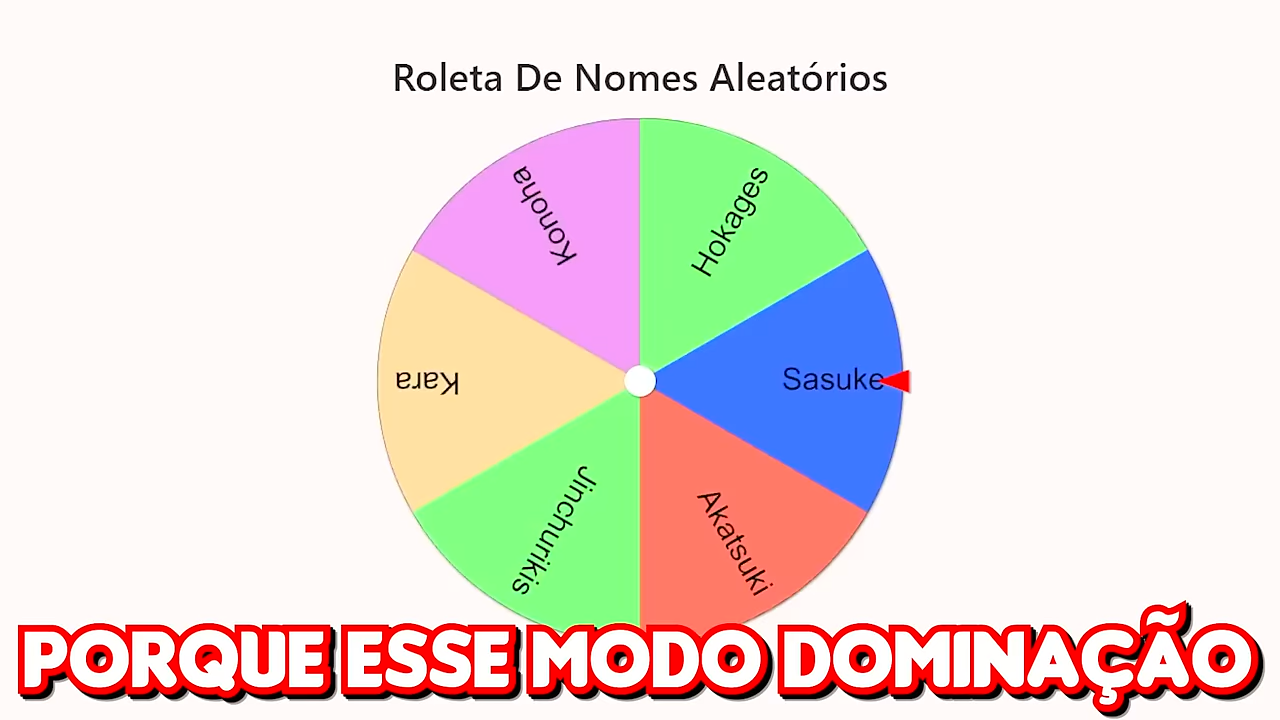 Roleta De Nomes Aleatórios
Konoha
Hokages
Kara
Sasuke
Jinchurikis
Akatsuki
PORQUE ESSE MODO DOMINAÇÃO